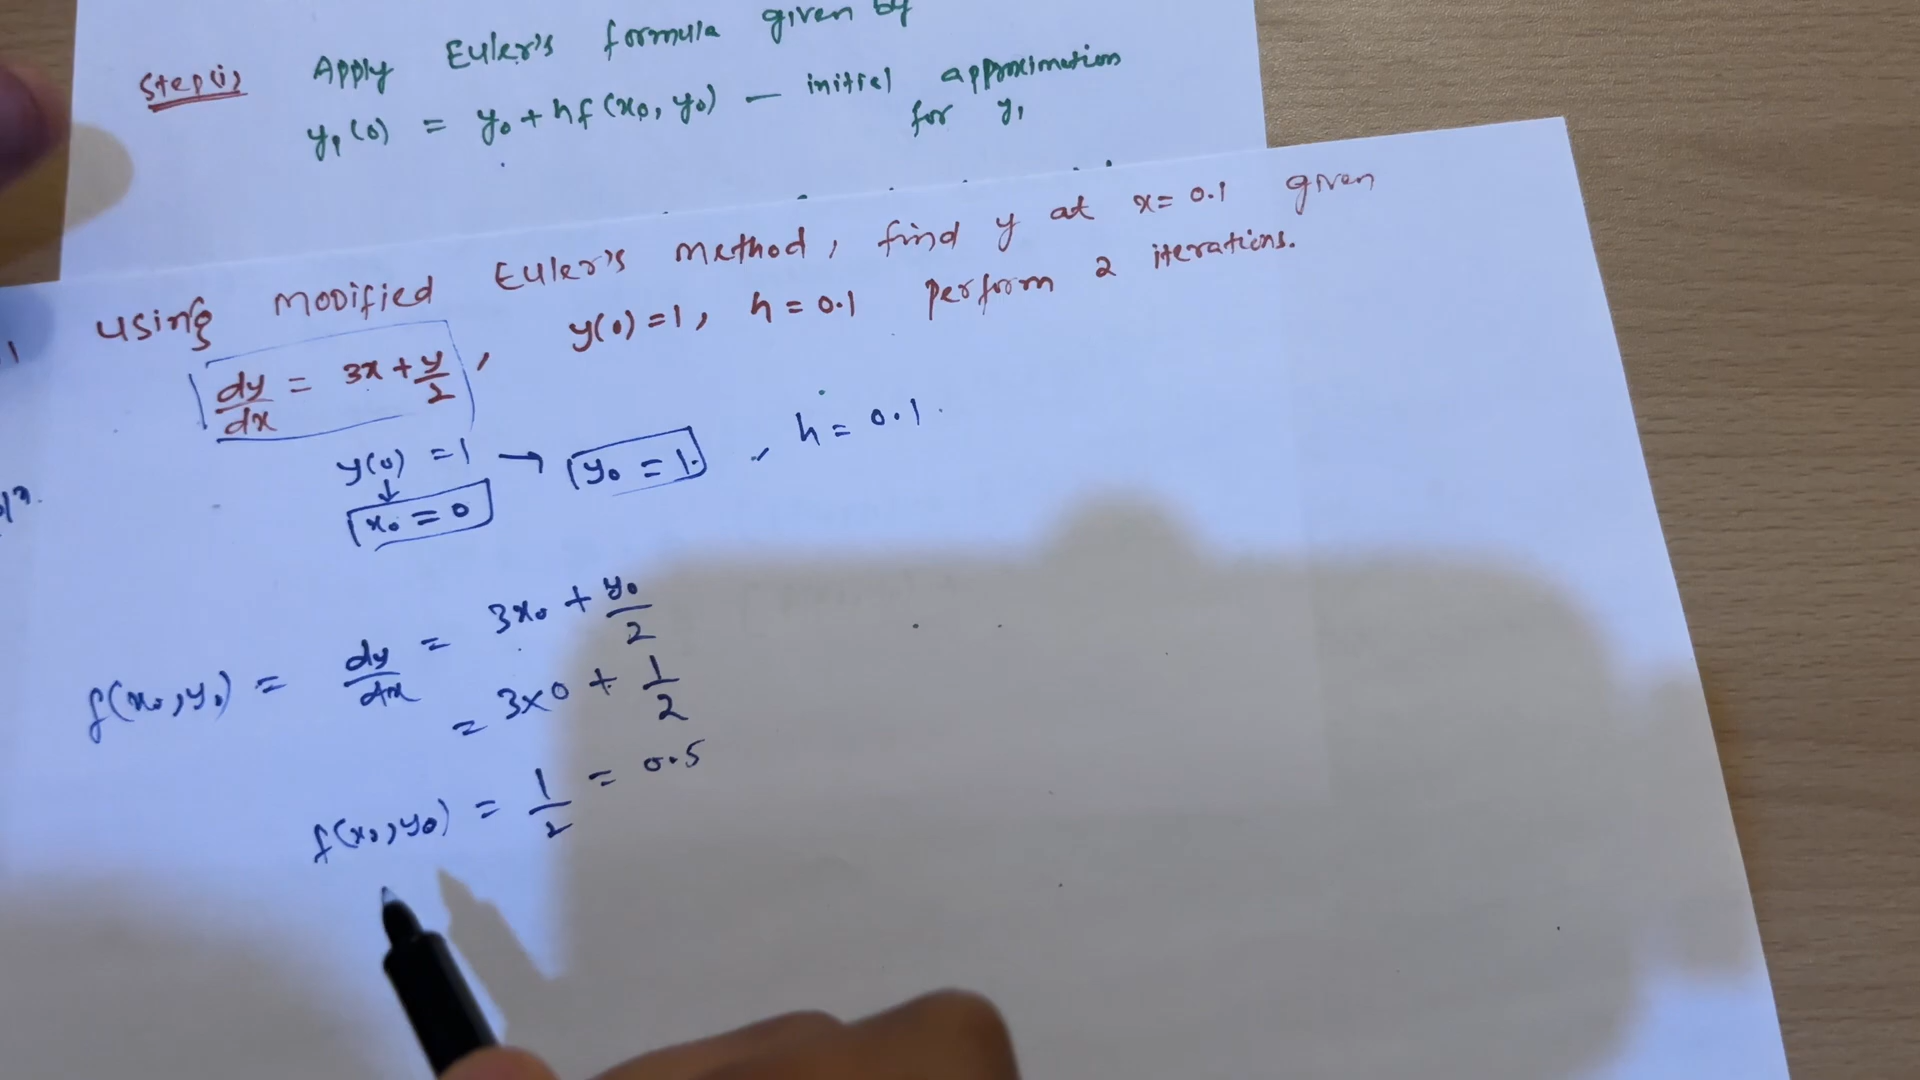 Step(i) Apply Euler's formula given by
y₁(0) = y₀ + hf(x₀, y₀) — initial approximation
for y₁
1 Using Modified Euler's Method, find y at x = 0.1 given
dy/dx = 3x + y/2, y(0) = 1, h = 0.1 perform 2 iterations.
y(0) = 1 → y₀ = 1. , h = 0.1
↓
x₀ = 0
f(x₀, y₀) = dy/dx = 3x₀ + y₀/2
= 3×0 + 1/2
f(x₀, y₀) = 1/2 = 0.5